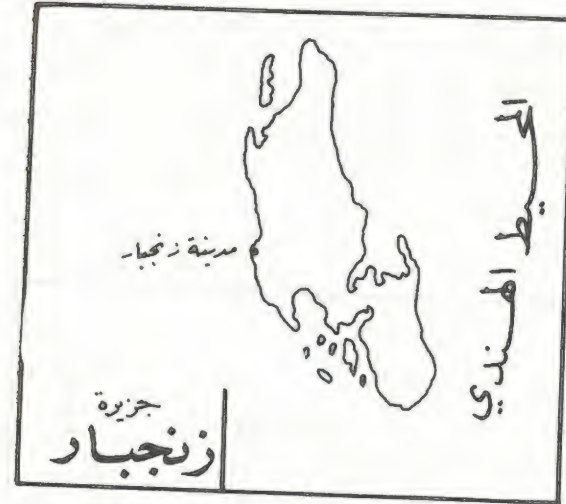 المحيط الهندي
مدينة زنجبار
جزيرة
زنجبار